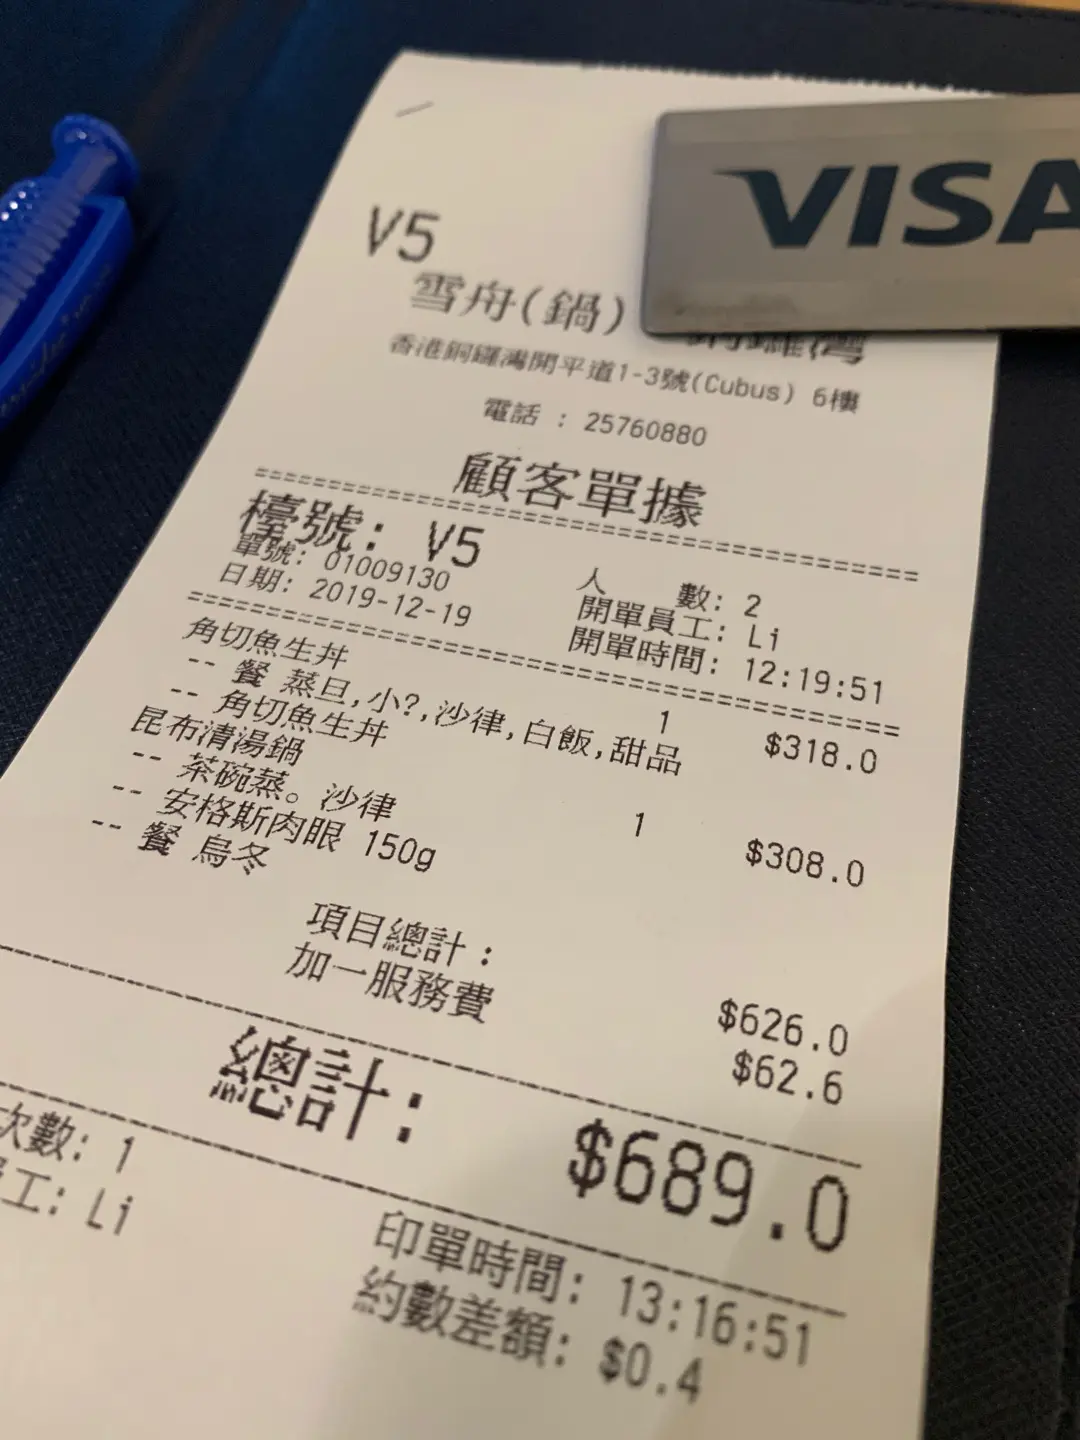 VISA
V5
雪舟(鍋)
香港銅鑼灣開平道1-3號(Cubus) 6樓
電話 : 25760880
顧客單據
檯號: V5
單號: 01009130
日期: 2019-12-19
人 數: 2
開單員工: Li
開單時間: 12:19:51
角切魚生丼 1 $318.0
-- 餐 蒸旦,小?,沙律,白飯,甜品
-- 角切魚生丼
昆布清湯鍋 1 $308.0
-- 茶碗蒸。沙律
-- 安格斯肉眼 150g
-- 餐 烏冬
項目總計: $626.0
加一服務費 $62.6
總計: $689.0
次數: 1
工: Li
印單時間: 13:16:51
約數差額: $0.4